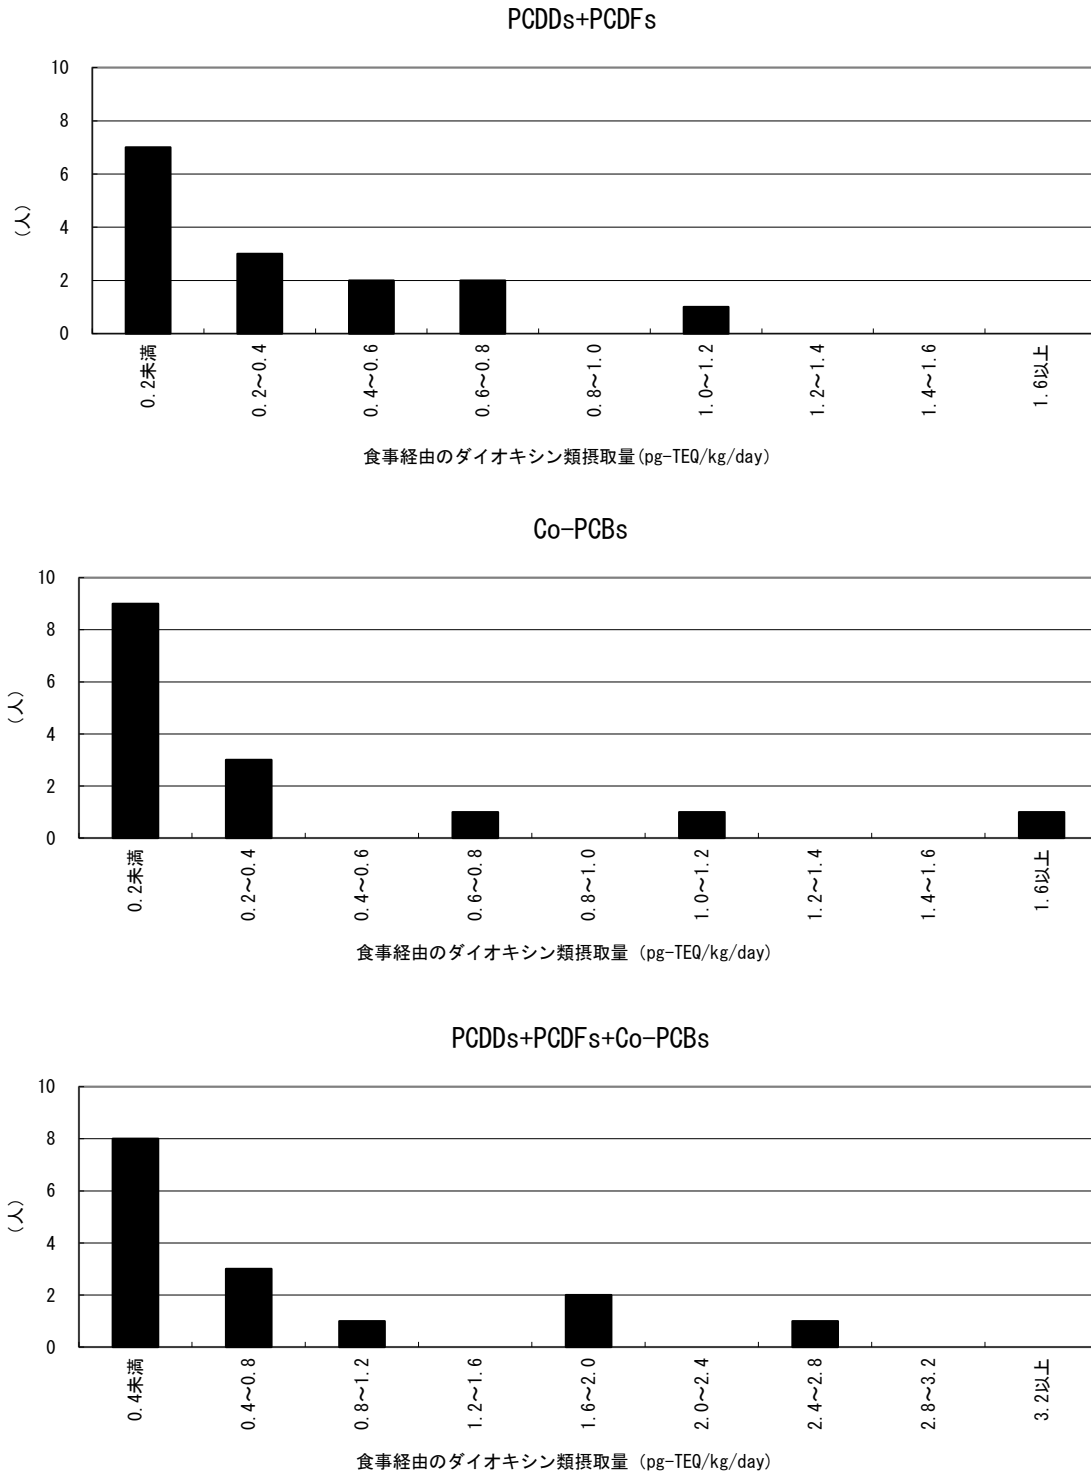 PCDDs+PCDFs
10
8
6
4
2
0
（人）
0.2未満
0.2～0.4
0.4～0.6
0.6～0.8
0.8～1.0
1.0～1.2
1.2～1.4
1.4～1.6
1.6以上
食事経由のダイオキシン類摂取量(pg-TEQ/kg/day)
Co-PCBs
10
8
6
4
2
0
（人）
0.2未満
0.2～0.4
0.4～0.6
0.6～0.8
0.8～1.0
1.0～1.2
1.2～1.4
1.4～1.6
1.6以上
食事経由のダイオキシン類摂取量 (pg-TEQ/kg/day)
PCDDs+PCDFs+Co-PCBs
10
8
6
4
2
0
（人）
0.4未満
0.4～0.8
0.8～1.2
1.2～1.6
1.6～2.0
2.0～2.4
2.4～2.8
2.8～3.2
3.2以上
食事経由のダイオキシン類摂取量 (pg-TEQ/kg/day)